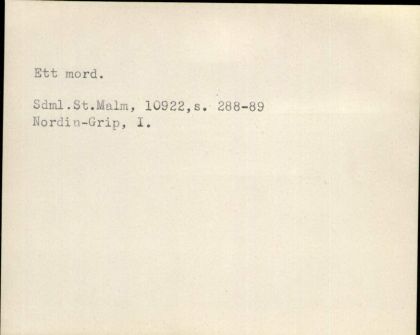 Ett mord.
Sdml.St.Malm, 10922,s. 288-89
Nordin-Grip, I.